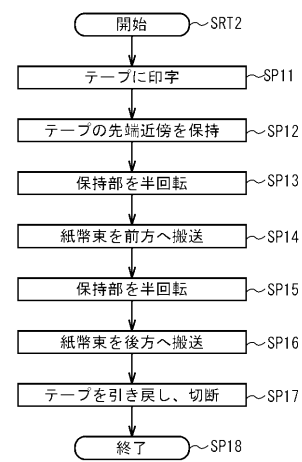 開始 SRT2
テープに印字 SP11
テープの先端近傍を保持 SP12
保持部を半回転 SP13
紙幣束を前方へ搬送 SP14
保持部を半回転 SP15
紙幣束を後方へ搬送 SP16
テープを引き戻し、切断 SP17
終了 SP18